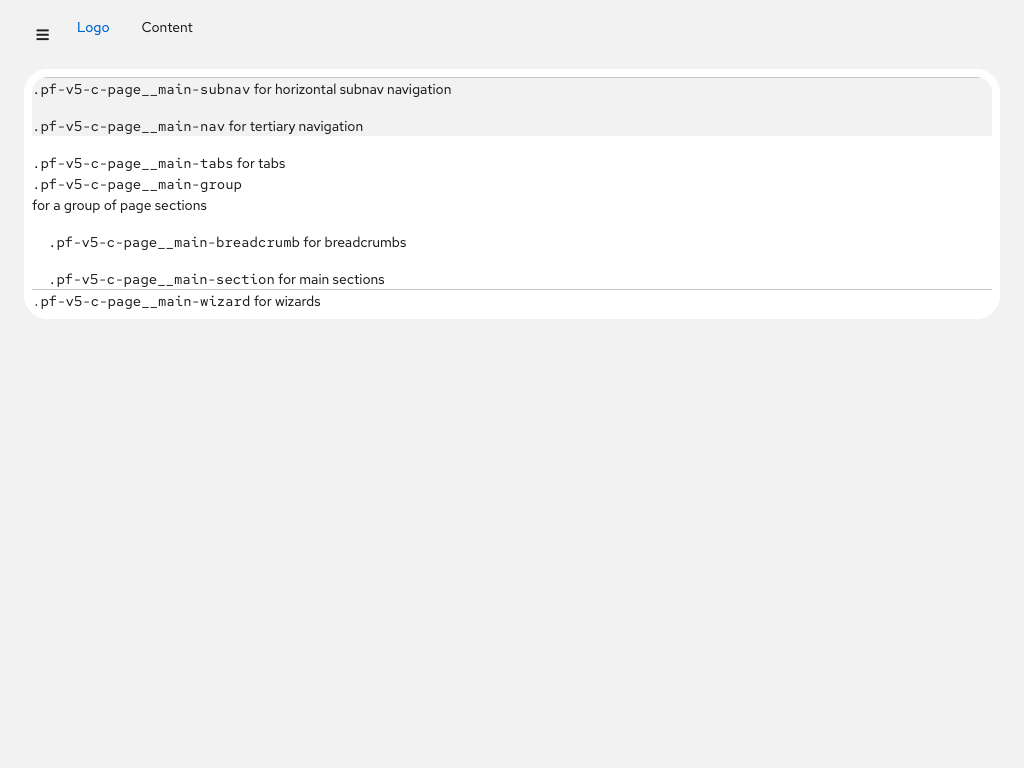 Logo Content
.pf-v5-c-page__main-subnav for horizontal subnav navigation
.pf-v5-c-page__main-nav for tertiary navigation
.pf-v5-c-page__main-tabs for tabs
.pf-v5-c-page__main-group
for a group of page sections
.pf-v5-c-page__main-breadcrumb for breadcrumbs
.pf-v5-c-page__main-section for main sections
.pf-v5-c-page__main-wizard for wizards